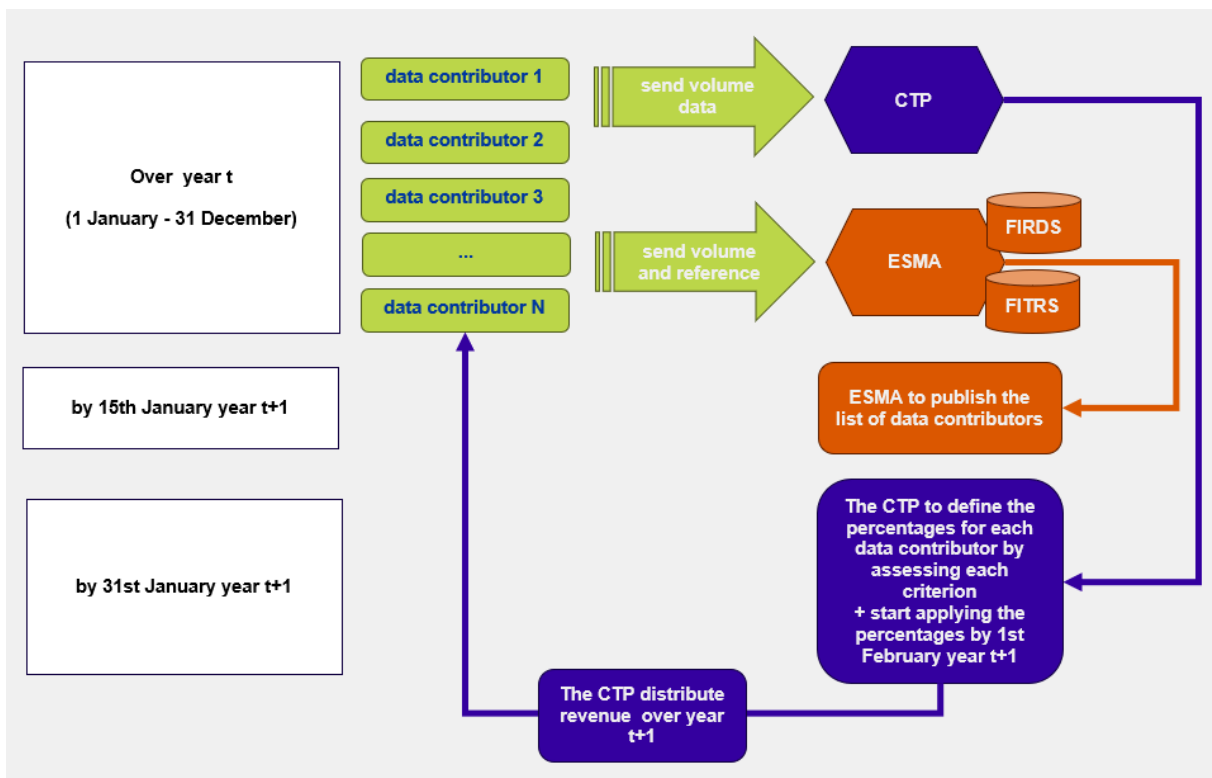 Over year t
(1 January - 31 December)
data contributor 1
data contributor 2
data contributor 3
...
data contributor N
send volume
data
CTP
send volume
and reference
ESMA
FIRDS
FITRS
by 15th January year t+1
ESMA to publish the
list of data contributors
by 31st January year t+1
The CTP to define the
percentages for each
data contributor by
assessing each
criterion
+ start applying the
percentages by 1st
February year t+1
The CTP distribute
revenue over year
t+1